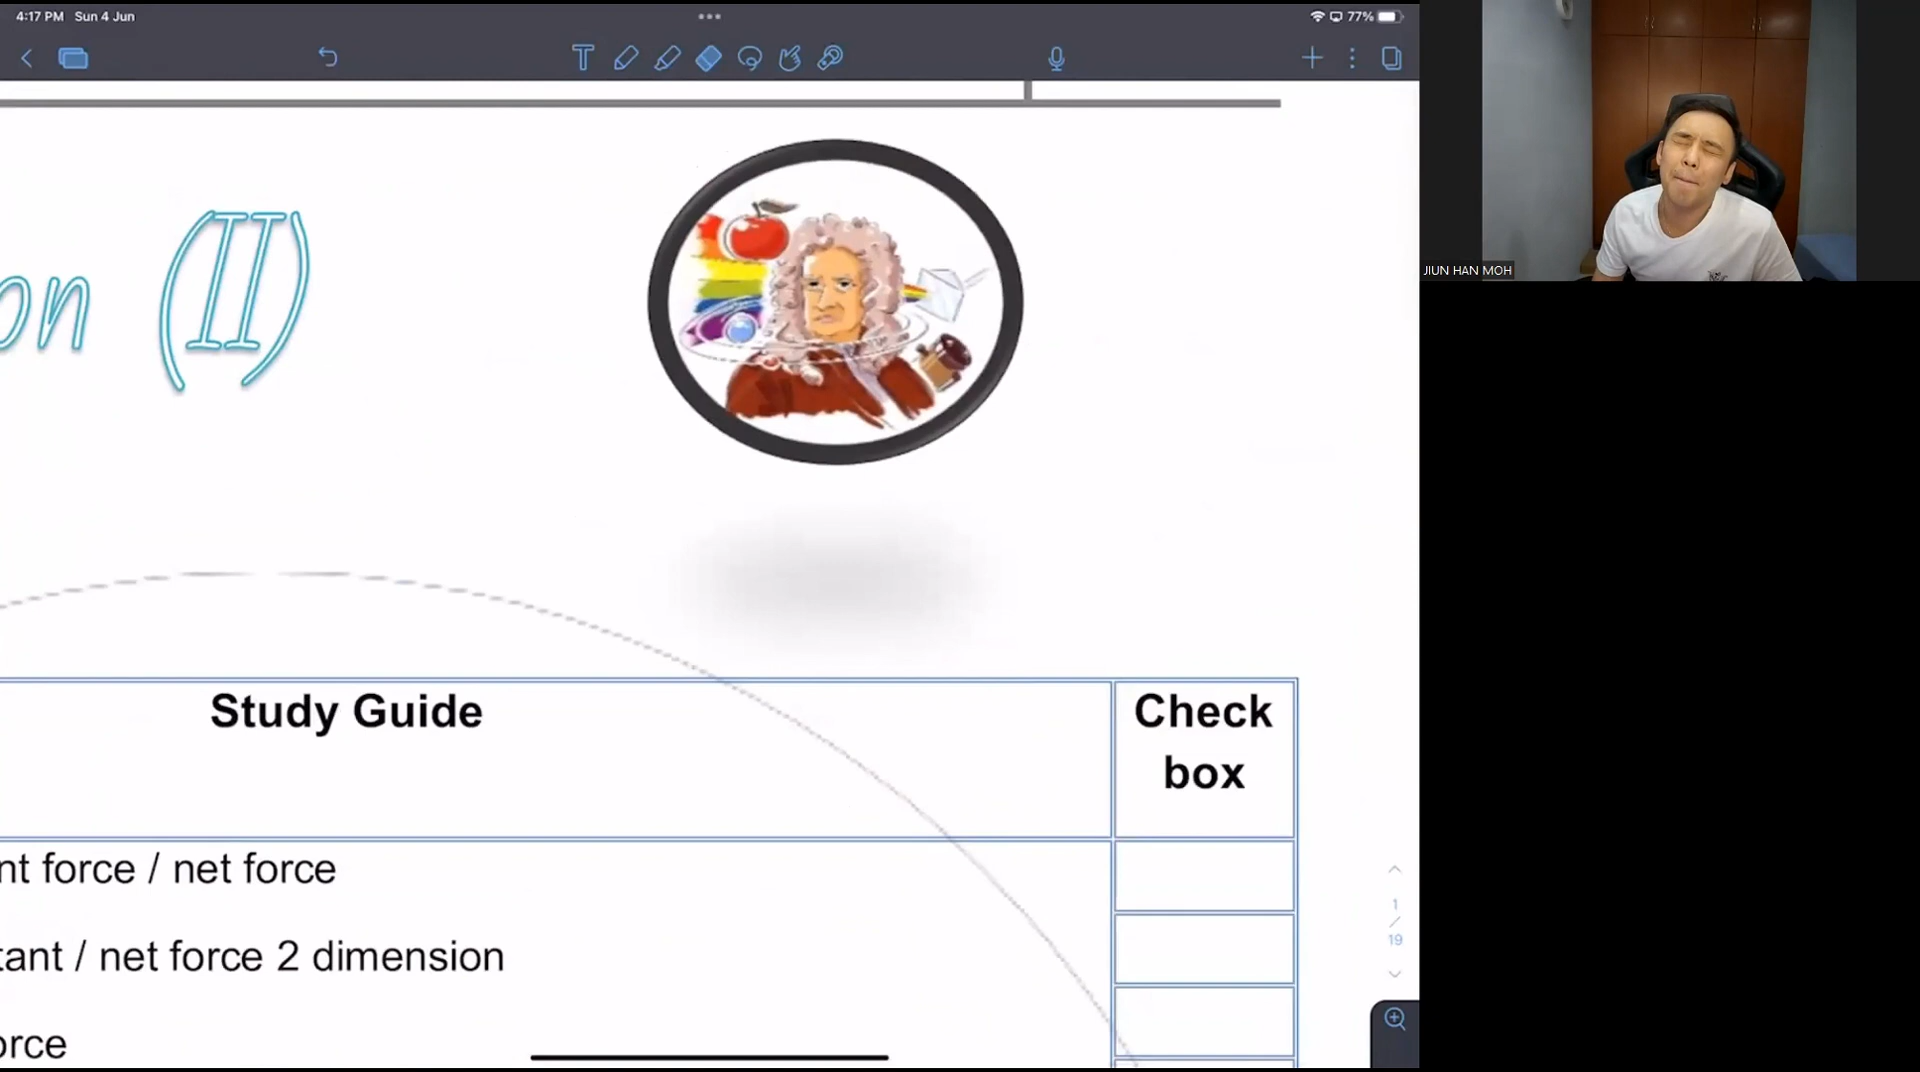 4:17 PM Sun 4 Jun
77%
on (II)
JIUN HAN MOH
Study Guide
Check
box
nt force / net force
tant / net force 2 dimension
orce
1
/
19